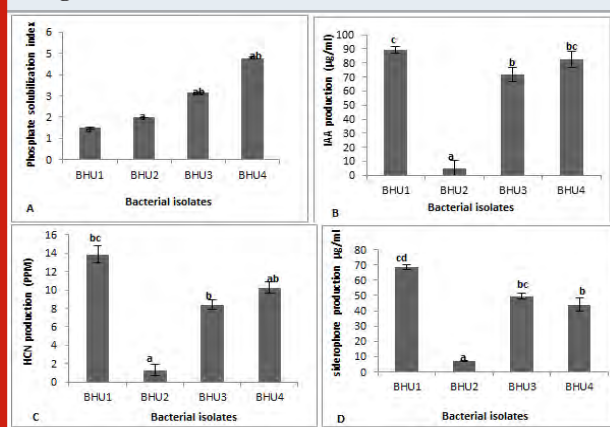 Phosphate solubilization index
6
5
4
3
2
1
0
a
a
ab
ab
BHU1 BHU2 BHU3 BHU4
A
Bacterial isolates
IAA production (µg/ml)
100
90
80
70
60
50
40
30
20
10
0
c
a
b
bc
BHU1 BHU2 BHU3 BHU4
B
Bacterial isolates
HCN production (PPM)
16
14
12
10
8
6
4
2
0
bc
a
b
ab
BHU1 BHU2 BHU3 BHU4
C
Bacterial isolates
siderophore production µg/ml
80
70
60
50
40
30
20
10
0
cd
a
bc
b
BHU1 BHU2 BHU3 BHU4
D
Bacterial isolates